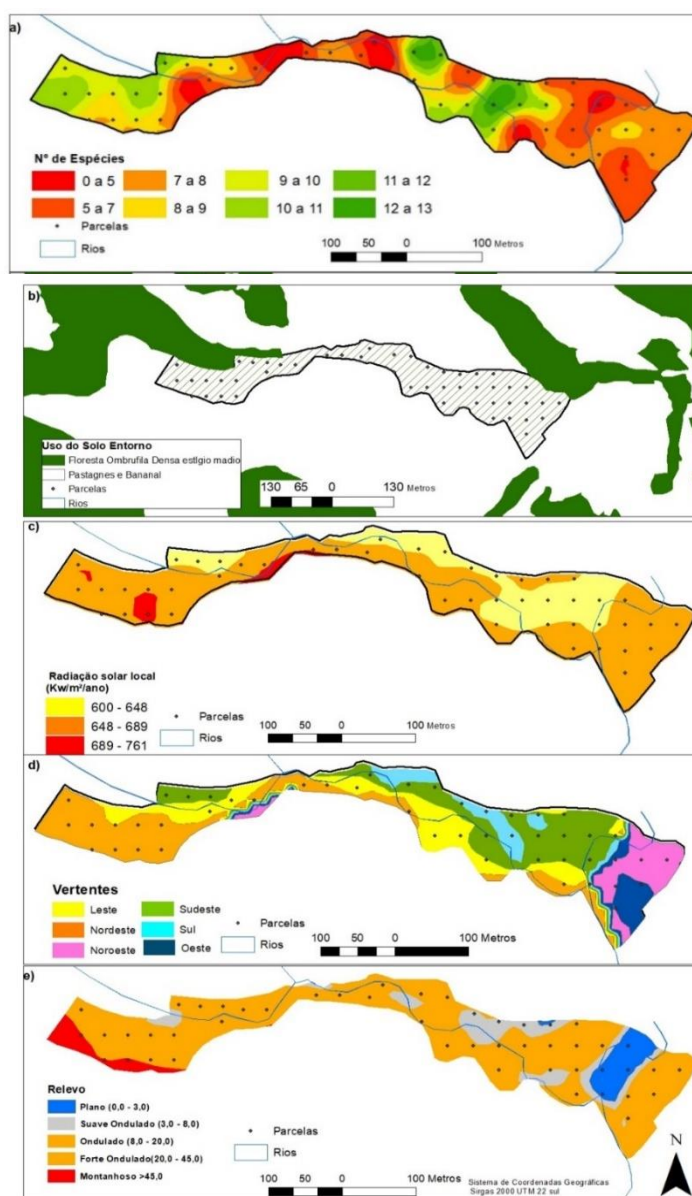 a)
N° de Espécies
0 a 5 7 a 8 9 a 10 11 a 12
5 a 7 8 a 9 10 a 11 12 a 13
Parcelas
Rios
100 50 0 100 Metros
b)
Uso do Solo Entorno
Floresta Ombrufila Densa estlgio madio
Pastagnes e Bananal
Parcelas
Rios
130 65 0 130 Metros
c)
Radiação solar local
(Kw/m²/ano)
600 - 648
648 - 689
689 - 761
Parcelas
Rios
100 50 0 100 Metros
d)
Vertentes
Leste Sudeste
Nordeste Sul
Noroeste Oeste
Parcelas
Rios
100 50 0 100 Metros
e)
Relevo
Plano (0,0 - 3,0)
Suave Ondulado (3,0 - 8,0)
Ondulado (8,0 - 20,0)
Forte Ondulado(20,0 - 45,0)
Montanhoso >45,0
Parcelas
Rios
100 50 0 100 Metros
N
Sistema de Coordenadas Geográficas
Sirgas 2000 UTM 22 sul